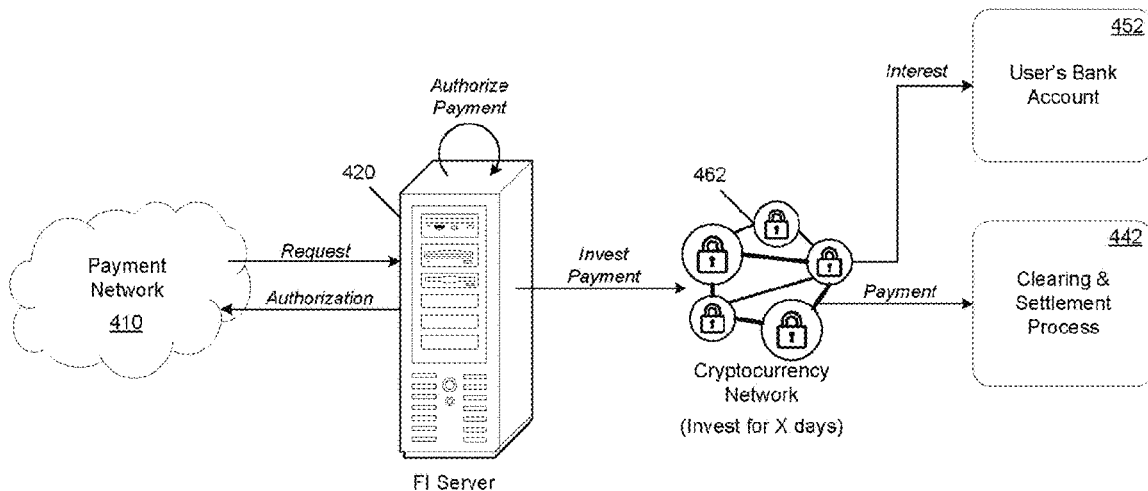 452
User's Bank
Account
Interest
Authorize
Payment
420
462
442
Clearing &
Settlement
Process
Payment
Network
410
Request
Authorization
Invest
Payment
Payment
Cryptocurrency
Network
(Invest for X days)
FI Server